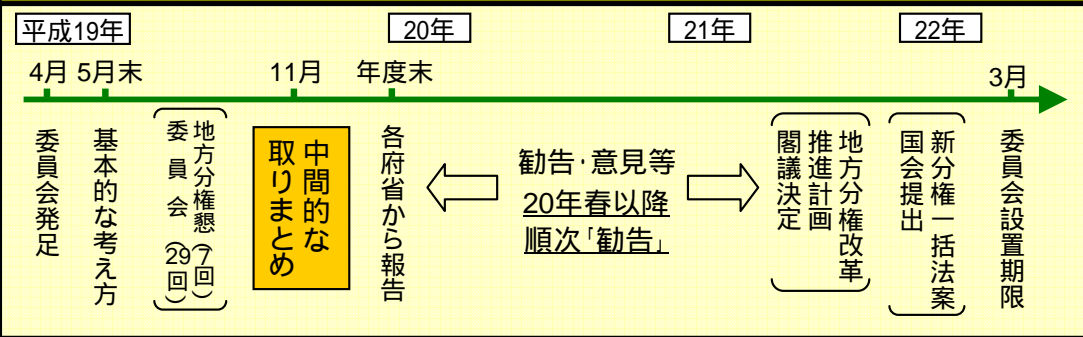 平成19年
20年
21年
22年
4月
5月末
11月
年度末
3月
委員会発足
基本的な考え方
地方分権懇(7回)
委員会(29回)
中間的な
取りまとめ
各府省から報告
勧告・意見等
20年春以降
順次「勧告」
地方分権改革
推進計画
閣議決定
新分権一括法案
国会提出
委員会設置期限